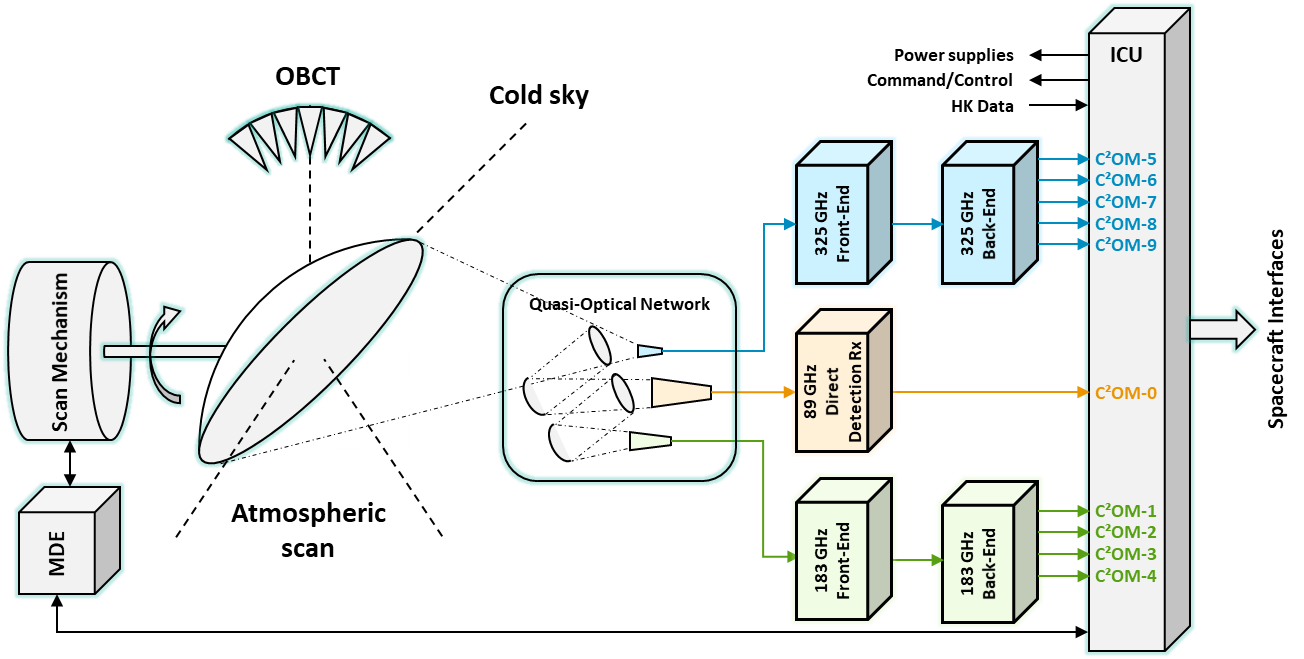 OBCT
Cold sky
Scan Mechanism
MDE
Atmospheric
scan
Quasi-Optical Network
325 GHz
Front-End
325 GHz
Back-End
89 GHz
Direct
Detection Rx
183 GHz
Front-End
183 GHz
Back-End
Power supplies
Command/Control
HK Data
ICU
C²OM-5
C²OM-6
C²OM-7
C²OM-8
C²OM-9
C²OM-0
C²OM-1
C²OM-2
C²OM-3
C²OM-4
Spacecraft Interfaces